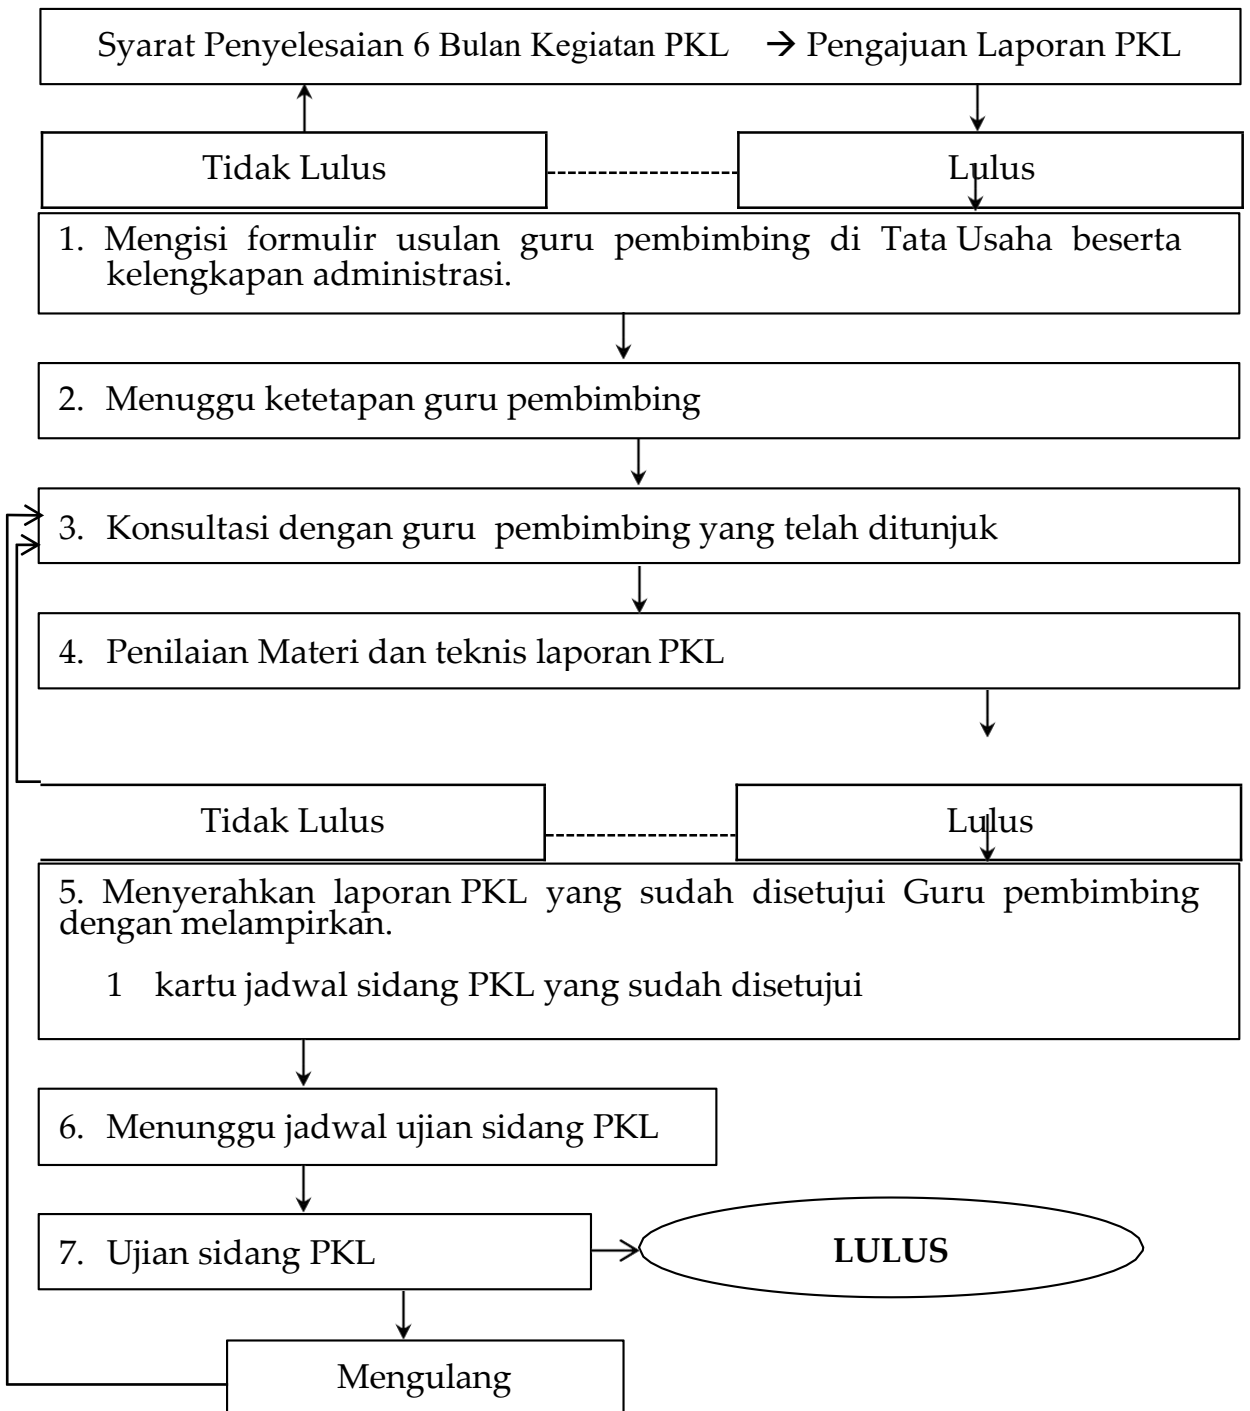 Syarat Penyelesaian 6 Bulan Kegiatan PKL → Pengajuan Laporan PKL
Tidak Lulus
Lulus
1. Mengisi formulir usulan guru pembimbing di Tata Usaha beserta
kelengkapan administrasi.
2. Menuggu ketetapan guru pembimbing
3. Konsultasi dengan guru pembimbing yang telah ditunjuk
4. Penilaian Materi dan teknis laporan PKL
Tidak Lulus
Lulus
5. Menyerahkan laporan PKL yang sudah disetujui Guru pembimbing
dengan melampirkan.
1 kartu jadwal sidang PKL yang sudah disetujui
6. Menunggu jadwal ujian sidang PKL
7. Ujian sidang PKL
LULUS
Mengulang